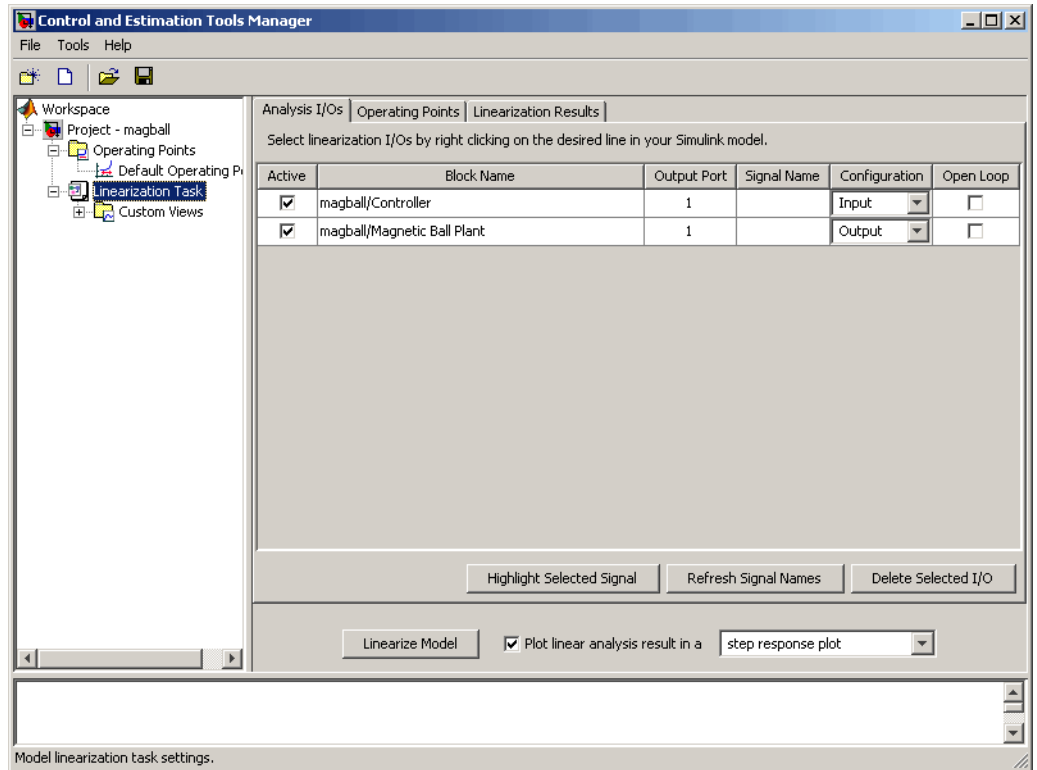 Control and Estimation Tools Manager
File Tools Help
Workspace
Project - magball
Operating Points
Default Operating P
Linearization Task
Custom Views
Analysis I/Os Operating Points Linearization Results
Select linearization I/Os by right clicking on the desired line in your Simulink model.
Active Block Name Output Port Signal Name Configuration Open Loop
magball/Controller 1 Input
magball/Magnetic Ball Plant 1 Output
Highlight Selected Signal Refresh Signal Names Delete Selected I/O
Linearize Model Plot linear analysis result in a step response plot
Model linearization task settings.